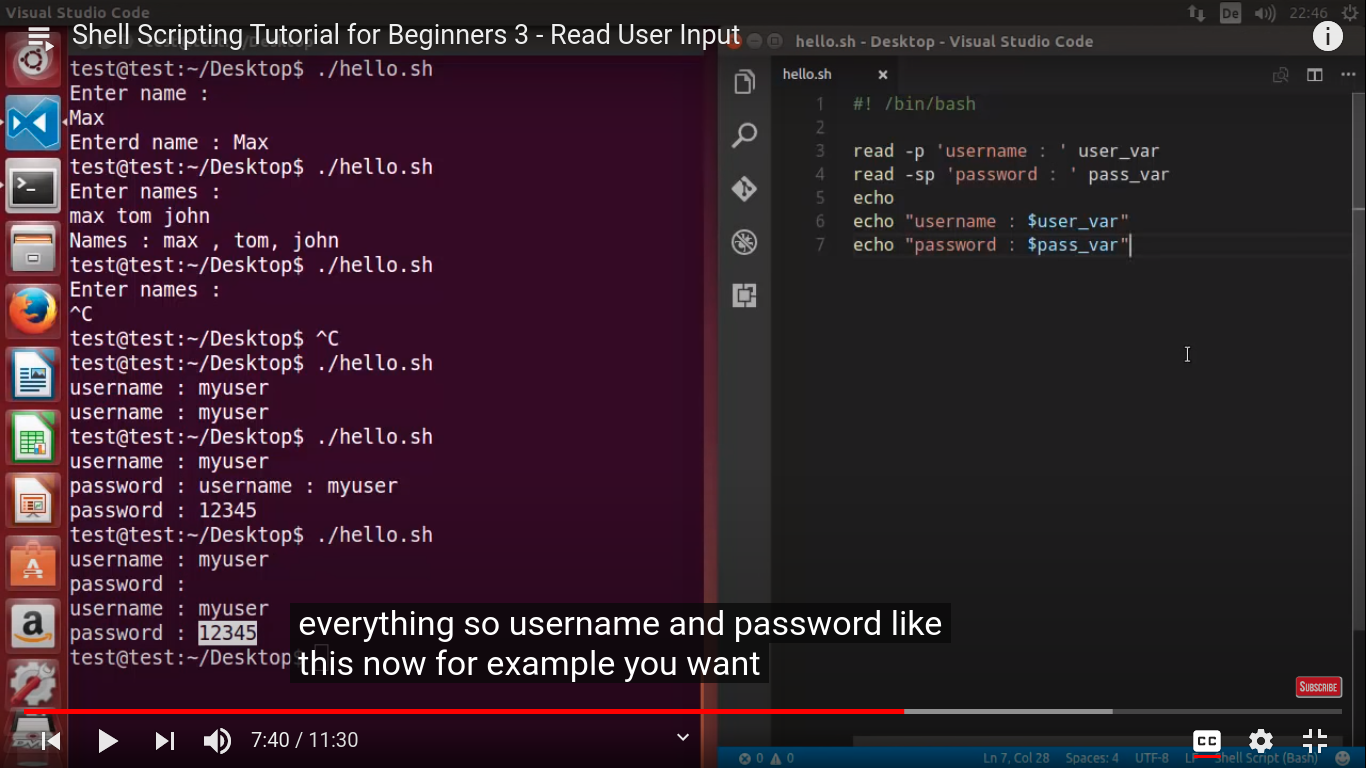 Visual Studio Code
De
22:46
Shell Scripting Tutorial for Beginners 3 - Read User Input
test@test:~/Desktop$ ./hello.sh
Enter name :
Max
Enterd name : Max
test@test:~/Desktop$ ./hello.sh
Enter names :
max tom john
Names : max , tom, john
test@test:~/Desktop$ ./hello.sh
Enter names :
^C
test@test:~/Desktop$ ^C
test@test:~/Desktop$ ./hello.sh
username : myuser
username : myuser
test@test:~/Desktop$ ./hello.sh
username : myuser
password : username : myuser
password : 12345
test@test:~/Desktop$ ./hello.sh
username : myuser
password :
username : myuser
password : 12345
test@test:~/Desktop
hello.sh - Desktop - Visual Studio Code
hello.sh
1 #! /bin/bash
2
3 read -p 'username : ' user_var
4 read -sp 'password : ' pass_var
5 echo
6 echo "username : $user_var"
7 echo "password : $pass_var"
everything so username and password like
this now for example you want
SUBSCRIBE
7:40 / 11:30
CC
0 0
Ln 7, Col 28
Spaces: 4
UTF-8
LF
Shell Script (Bash)